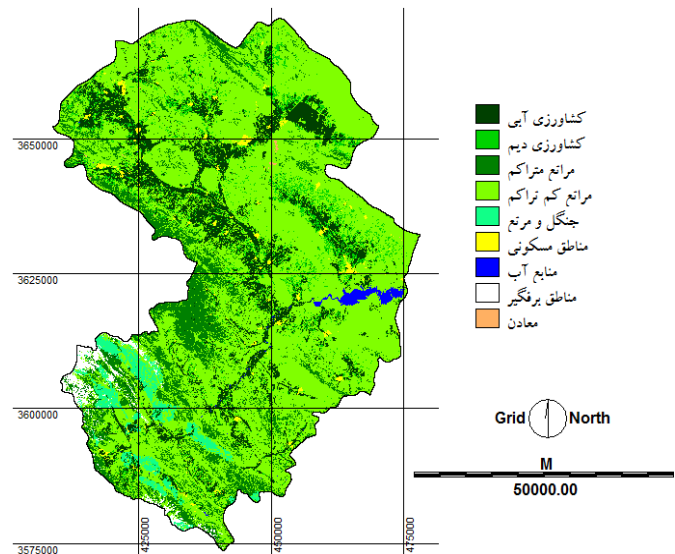 3650000
3625000
3600000
3575000
425000
450000
475000
کشاورزی آبی
کشاورزی دیم
مراتع متراکم
مراتع کم تراکم
جنگل و مرتع
مناطق مسکونی
منابع آب
مناطق برفگیر
معادن
Grid North
M
50000.00